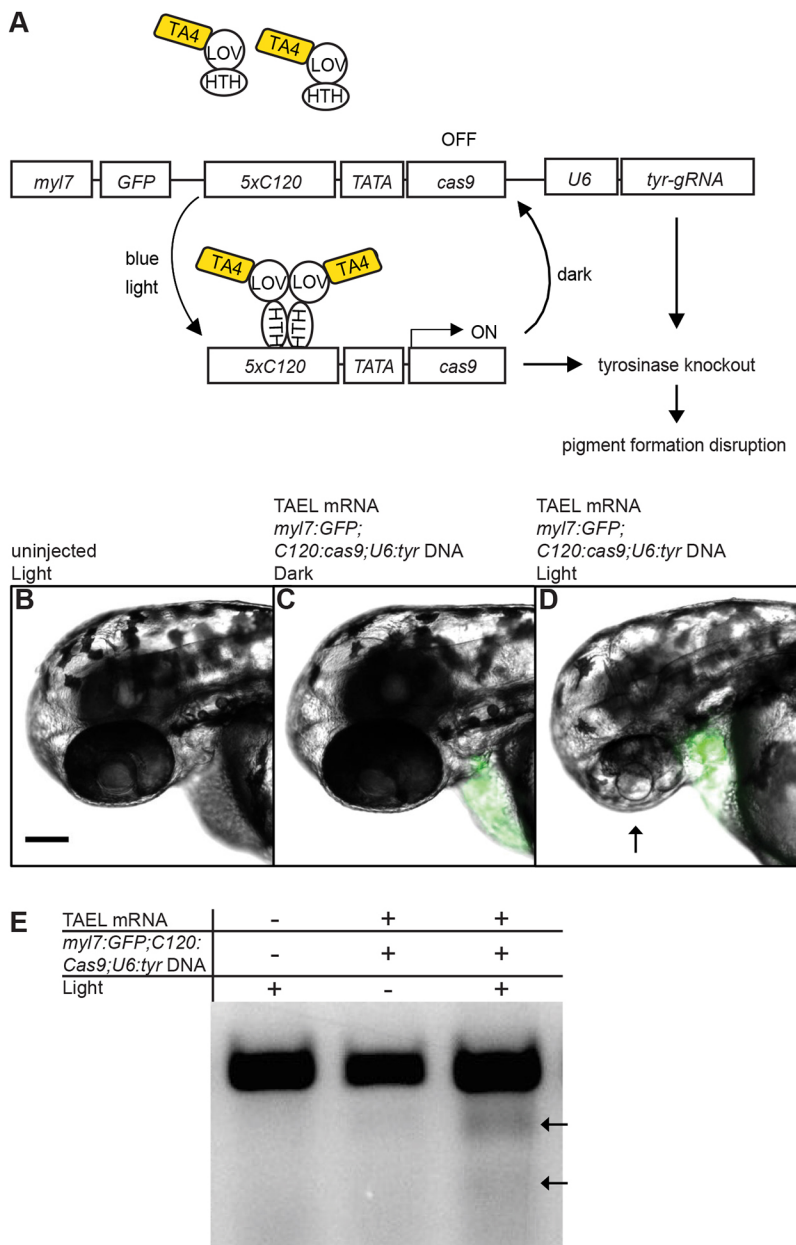 A
TA4 LOV HTH
TA4 LOV HTH
OFF
myl7 GFP 5xC120 TATA cas9 U6 tyr-gRNA
blue
light
TA4 LOV LOV TA4
HTH HTH
dark
ON
5xC120 TATA cas9
tyrosinase knockout
pigment formation disruption
uninjected
Light
TAEL mRNA
myl7:GFP;
C120:cas9;U6:tyr DNA
Dark
TAEL mRNA
myl7:GFP;
C120:cas9;U6:tyr DNA
Light
B
C
D
E
TAEL mRNA - + +
myl7:GFP;C120:
Cas9;U6:tyr DNA - + +
Light + - +